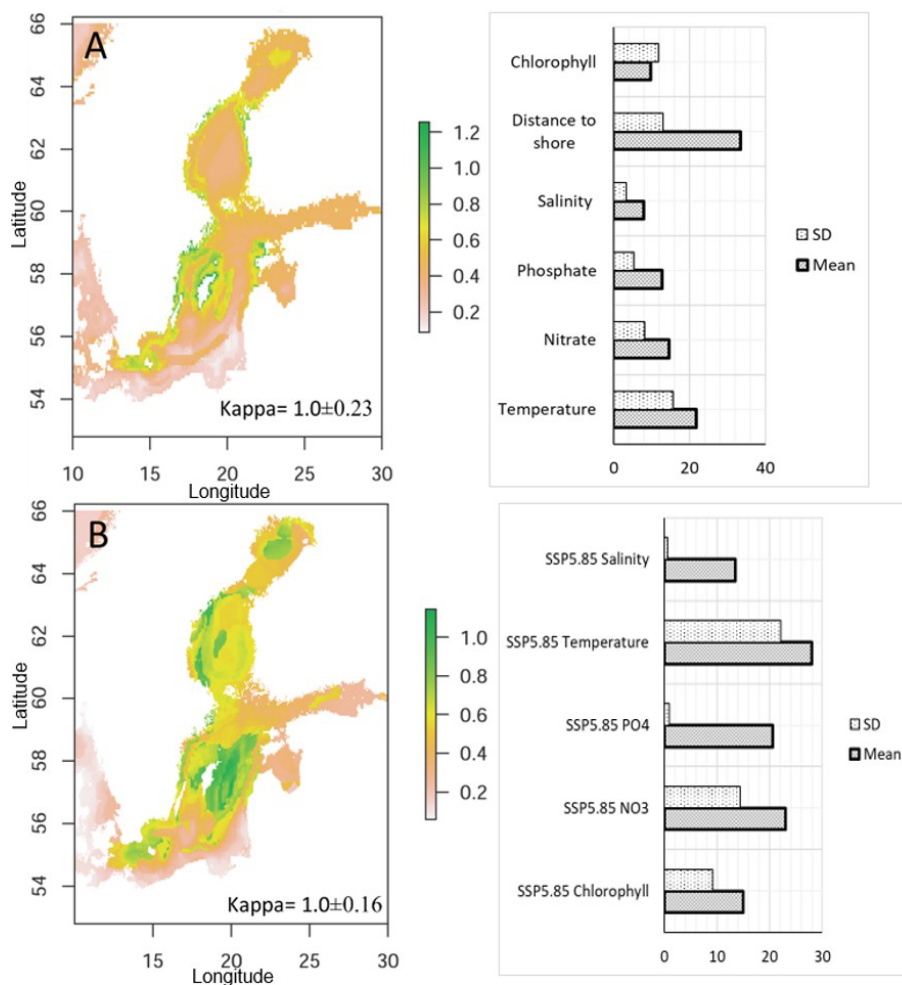 A
66
64
62
60
58
56
54
Latitude
10
15
20
25
30
Longitude
Kappa= 1.0±0.23
1.2
1.0
0.8
0.6
0.4
0.2
Chlorophyll
Distance to
shore
Salinity
Phosphate
Nitrate
Temperature
0
20
40
SD
Mean
B
66
64
62
60
58
56
54
Latitude
15
20
25
30
Longitude
Kappa= 1.0±0.16
1.0
0.8
0.6
0.4
0.2
SSP5.85 Salinity
SSP5.85 Temperature
SSP5.85 PO4
SSP5.85 NO3
SSP5.85 Chlorophyll
0
10
20
30
SD
Mean